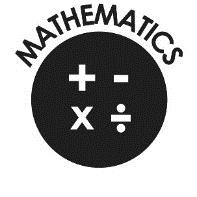 MATHEMATICS
+ -
x ÷